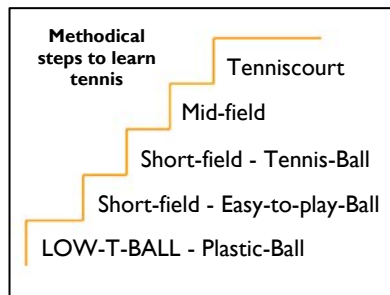 Methodical
steps to learn
tennis
Tenniscourt
Mid-field
Short-field - Tennis-Ball
Short-field - Easy-to-play-Ball
LOW-T-BALL - Plastic-Ball